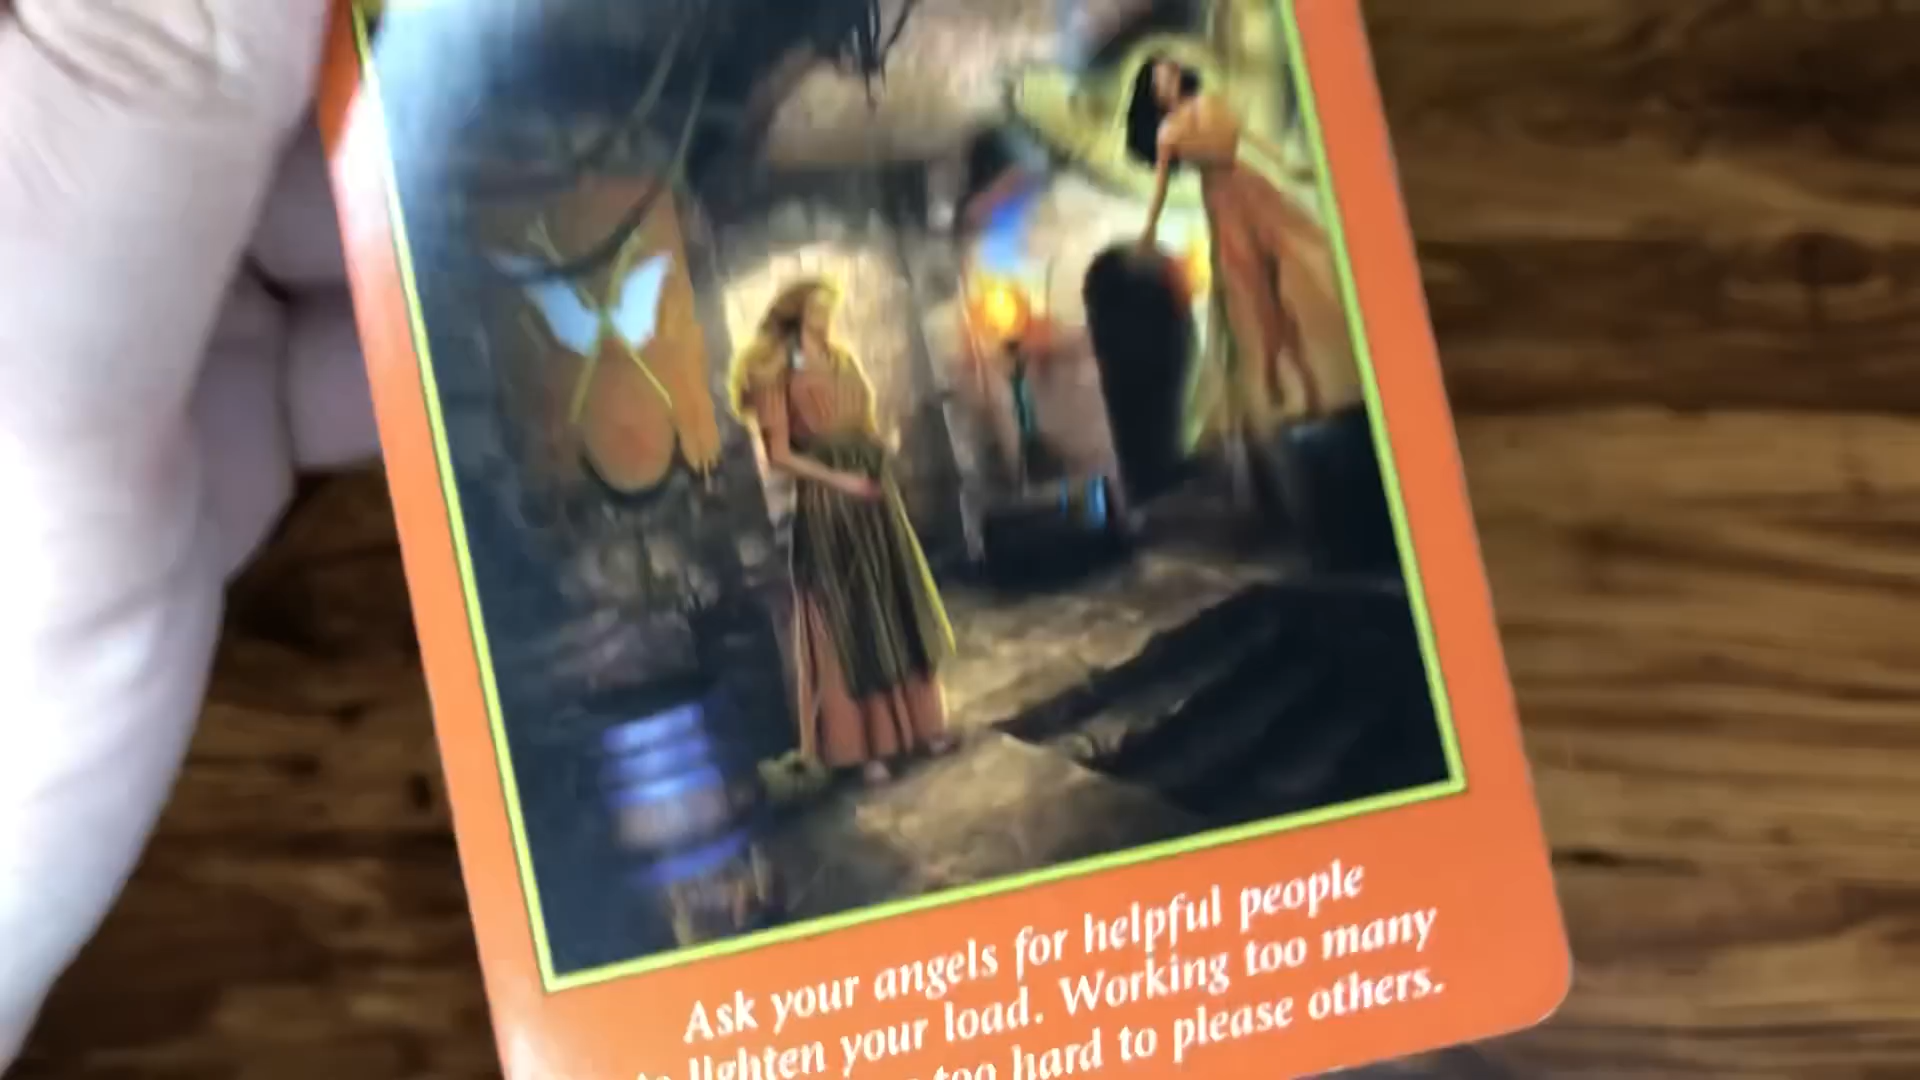 Ask your angels for helpful people
to lighten your load. Working too many
too hard to please others.